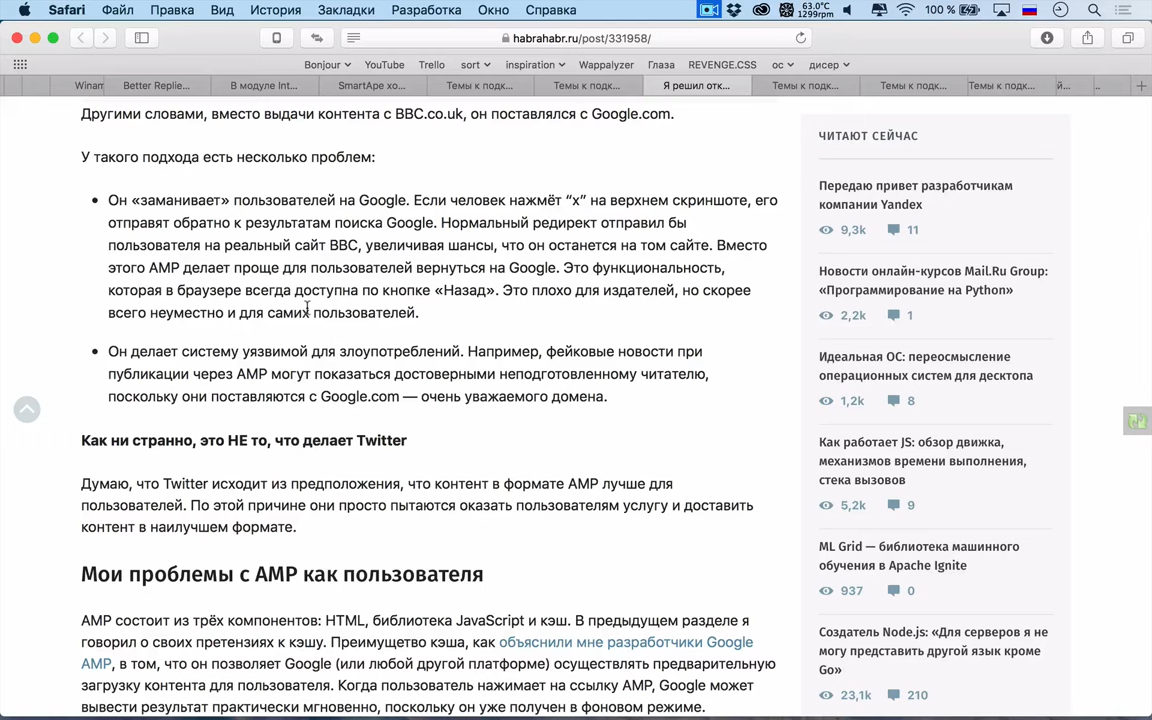 Safari Файл Правка Вид История Закладки Разработка Окно Справка 63.0°C 1299rpm 100 %
habrahabr.ru/post/331958/
Bonjour YouTube Trello sort inspiration Wappalyzer Глаза REVENGE.CSS ос дисер
Winam Better Replie... В модуле Int... SmartApe хо... Темы к подк... Темы к подк... Я решил отк... Темы к подк... Темы к подк... Темы к подк... й... ..
Другими словами, вместо выдачи контента с BBC.co.uk, он поставлялся с Google.com.
У такого подхода есть несколько проблем:
Он «заманивает» пользователей на Google. Если человек нажмёт “x” на верхнем скриншоте, его
отправят обратно к результатам поиска Google. Нормальный редирект отправил бы
пользователя на реальный сайт BBC, увеличивая шансы, что он останется на том сайте. Вместо
этого AMP делает проще для пользователей вернуться на Google. Это функциональность,
которая в браузере всегда доступна по кнопке «Назад». Это плохо для издателей, но скорее
всего неуместно и для самих пользователей.
Он делает систему уязвимой для злоупотреблений. Например, фейковые новости при
публикации через AMP могут показаться достоверными неподготовленному читателю,
поскольку они поставляются с Google.com — очень уважаемого домена.
Как ни странно, это НЕ то, что делает Twitter
Думаю, что Twitter исходит из предположения, что контент в формате AMP лучше для
пользователей. По этой причине они просто пытаются оказать пользователям услугу и доставить
контент в наилучшем формате.
Мои проблемы с AMP как пользователя
AMP состоит из трёх компонентов: HTML, библиотека JavaScript и кэш. В предыдущем разделе я
говорил о своих претензиях к кэшу. Преимущетво кэша, как объяснили мне разработчики Google
AMP, в том, что он позволяет Google (или любой другой платформе) осуществлять предварительную
загрузку контента для пользователя. Когда пользователь нажимает на ссылку AMP, Google может
вывести результат практически мгновенно, поскольку он уже получен в фоновом режиме.
ЧИТАЮТ СЕЙЧАС
Передаю привет разработчикам
компании Yandex
9,3k 11
Новости онлайн-курсов Mail.Ru Group:
«Программирование на Python»
2,2k 1
Идеальная ОС: переосмысление
операционных систем для десктопа
1,2k 8
Как работает JS: обзор движка,
механизмов времени выполнения,
стека вызовов
5,2k 9
ML Grid — библиотека машинного
обучения в Apache Ignite
937 0
Создатель Node.js: «Для серверов я не
могу представить другой язык кроме
Go»
23,1k 210